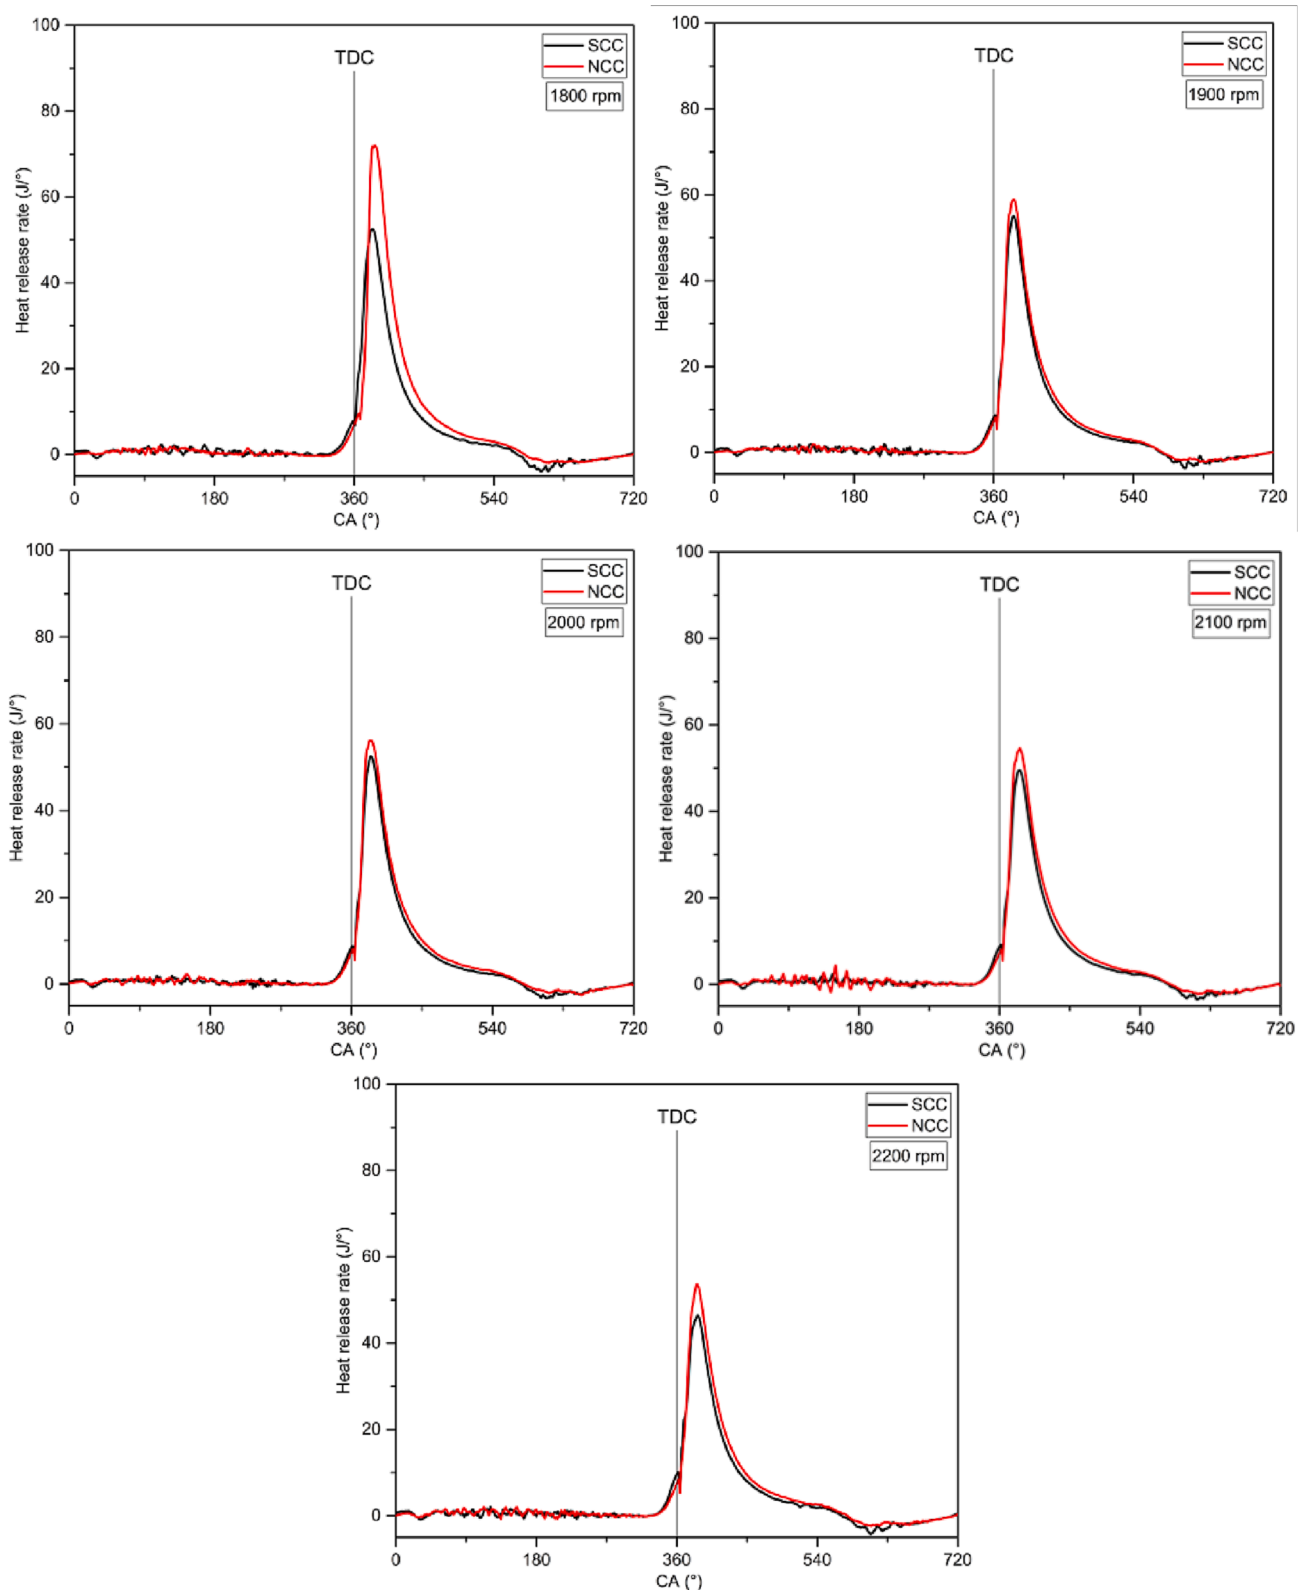 100
80
60
40
20
0
Heat release rate (J/°)
TDC
SCC
NCC
1800 rpm
0 180 360 540 720
CA (°)
100
80
60
40
20
0
Heat release rate (J/°)
TDC
SCC
NCC
1900 rpm
0 180 360 540 720
CA (°)
100
80
60
40
20
0
Heat release rate (J/°)
TDC
SCC
NCC
2000 rpm
0 180 360 540 720
CA (°)
100
80
60
40
20
0
Heat release rate (J/°)
TDC
SCC
NCC
2100 rpm
0 180 360 540 720
CA (°)
100
80
60
40
20
0
Heat release rate (J/°)
TDC
SCC
NCC
2200 rpm
0 180 360 540 720
CA (°)